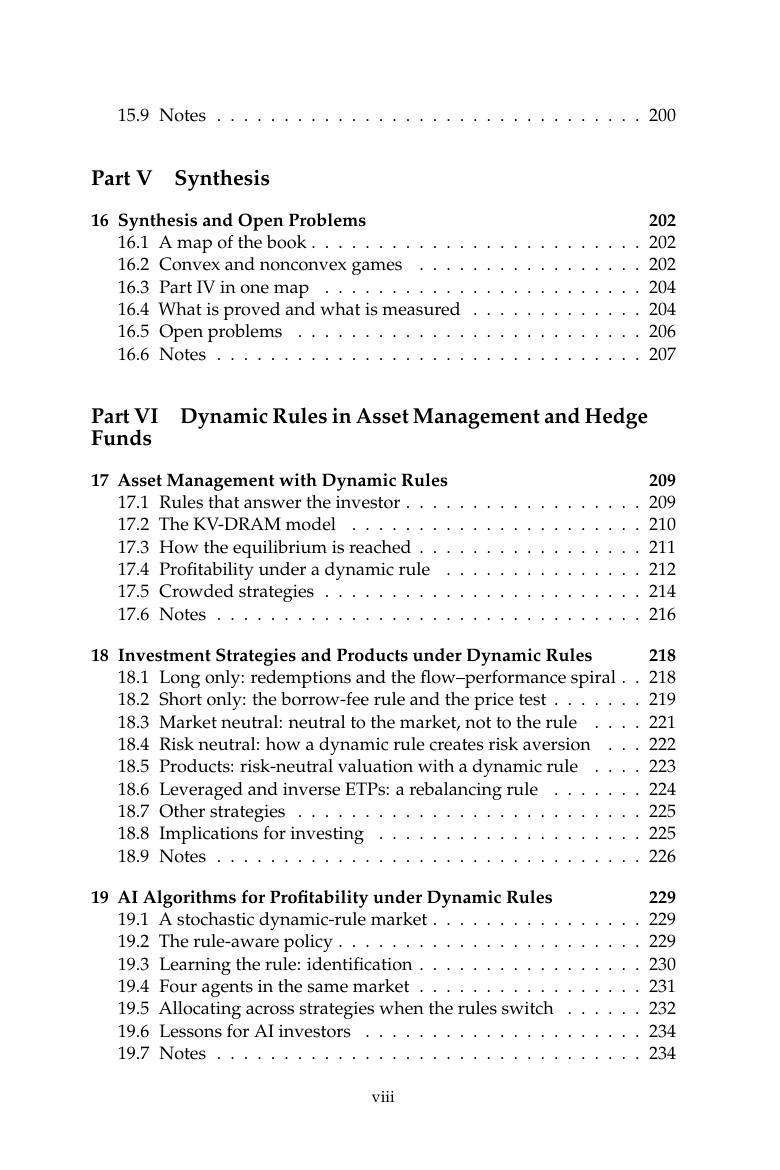 15.9 Notes . . . . . . . . . . . . . . . . . . . . . . . . . . . . . . . . 200
Part V Synthesis
16 Synthesis and Open Problems 202
16.1 A map of the book . . . . . . . . . . . . . . . . . . . . . . . . . 202
16.2 Convex and nonconvex games . . . . . . . . . . . . . . . . . 202
16.3 Part IV in one map . . . . . . . . . . . . . . . . . . . . . . . . 204
16.4 What is proved and what is measured . . . . . . . . . . . . . 204
16.5 Open problems . . . . . . . . . . . . . . . . . . . . . . . . . . 206
16.6 Notes . . . . . . . . . . . . . . . . . . . . . . . . . . . . . . . . 207
Part VI Dynamic Rules in Asset Management and Hedge
Funds
17 Asset Management with Dynamic Rules 209
17.1 Rules that answer the investor . . . . . . . . . . . . . . . . . . 209
17.2 The KV-DRAM model . . . . . . . . . . . . . . . . . . . . . . 210
17.3 How the equilibrium is reached . . . . . . . . . . . . . . . . . 211
17.4 Profitability under a dynamic rule . . . . . . . . . . . . . . . 212
17.5 Crowded strategies . . . . . . . . . . . . . . . . . . . . . . . . 214
17.6 Notes . . . . . . . . . . . . . . . . . . . . . . . . . . . . . . . . 216
18 Investment Strategies and Products under Dynamic Rules 218
18.1 Long only: redemptions and the flow–performance spiral . . 218
18.2 Short only: the borrow-fee rule and the price test . . . . . . . 219
18.3 Market neutral: neutral to the market, not to the rule . . . . 221
18.4 Risk neutral: how a dynamic rule creates risk aversion . . . 222
18.5 Products: risk-neutral valuation with a dynamic rule . . . . 223
18.6 Leveraged and inverse ETPs: a rebalancing rule . . . . . . . 224
18.7 Other strategies . . . . . . . . . . . . . . . . . . . . . . . . . . 225
18.8 Implications for investing . . . . . . . . . . . . . . . . . . . . 225
18.9 Notes . . . . . . . . . . . . . . . . . . . . . . . . . . . . . . . . 226
19 AI Algorithms for Profitability under Dynamic Rules 229
19.1 A stochastic dynamic-rule market . . . . . . . . . . . . . . . . 229
19.2 The rule-aware policy . . . . . . . . . . . . . . . . . . . . . . . 229
19.3 Learning the rule: identification . . . . . . . . . . . . . . . . . 230
19.4 Four agents in the same market . . . . . . . . . . . . . . . . . 231
19.5 Allocating across strategies when the rules switch . . . . . . 232
19.6 Lessons for AI investors . . . . . . . . . . . . . . . . . . . . . 234
19.7 Notes . . . . . . . . . . . . . . . . . . . . . . . . . . . . . . . . 234
viii